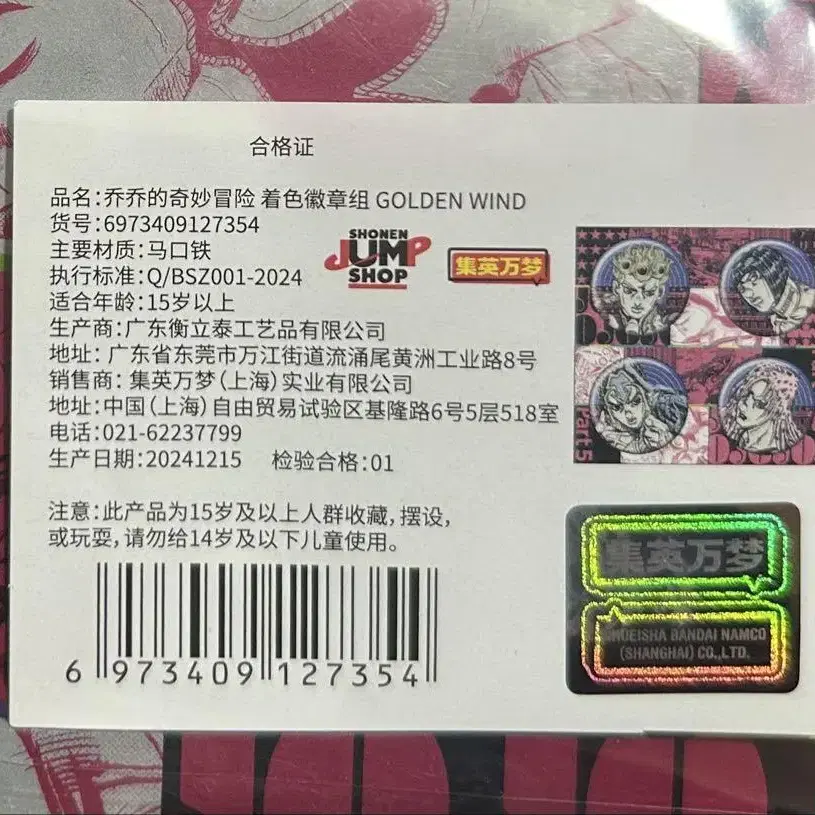 合格证
品名:乔乔的奇妙冒险 着色徽章组 GOLDEN WIND
货号:6973409127354
主要材质:马口铁
执行标准:Q/BSZ001-2024
适合年龄:15岁以上
生产商:广东衡立泰工艺品有限公司
地址: 广东省东莞市万江街道流涌尾黄洲工业路8号
销售商: 集英万梦(上海)实业有限公司
地址:中国(上海)自由贸易试验区基隆路6号5层518室
电话:021-62237799
生产日期:20241215 检验合格:01
SHONEN
JUMP
SHOP
集英万梦
Part 5
注意:此产品为15岁及以上人群收藏,摆设,
或玩耍,请勿给14岁及以下儿童使用。
6 973409 127354
集英万梦
SHUEISHA BANDAI NAMCO
(SHANGHAI) CO.,LTD.